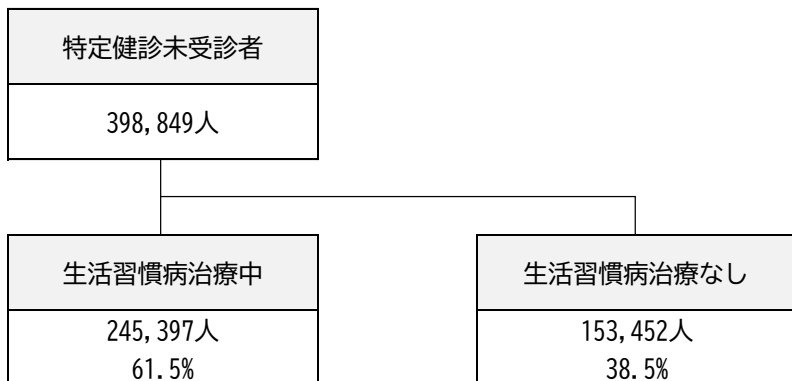 特定健診未受診者
398,849人
生活習慣病治療中
245,397人
61.5%
生活習慣病治療なし
153,452人
38.5%